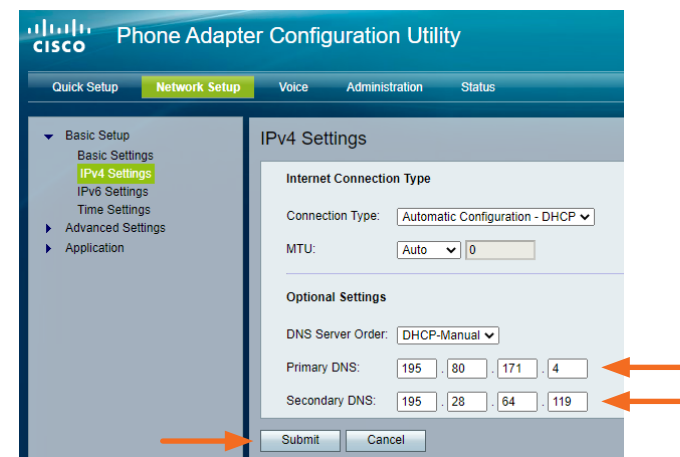 CISCO Phone Adapter Configuration Utility
Quick Setup Network Setup Voice Administration Status
Basic Setup
Basic Settings
IPv4 Settings
IPv6 Settings
Time Settings
Advanced Settings
Application
IPv4 Settings
Internet Connection Type
Connection Type: Automatic Configuration - DHCP
MTU: Auto 0
Optional Settings
DNS Server Order: DHCP-Manual
Primary DNS: 195 . 80 . 171 . 4
Secondary DNS: 195 . 28 . 64 . 119
Submit Cancel